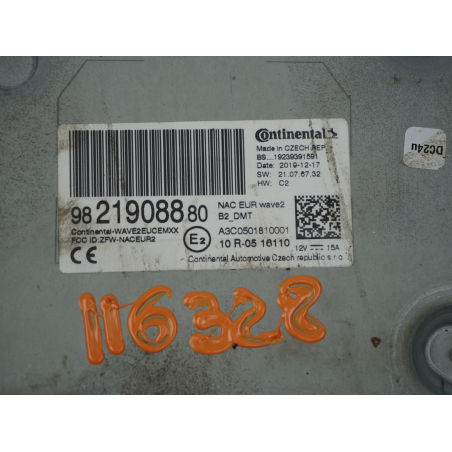 Continental
Made in CZECH REP.
BS...:19239391591
Date: 2019-12-17
SW: 21.07.67.32
HW: C2
98 219088 80
NAC EUR wave2
B2_DMT
Continental-WAVE2EUCEMXX
FCC ID:ZFW-NACEUR2
E2
A3C0501810001
10 R-05 16110
12V 15A
CE
Continental Automotive Czech republic s.r.o
DC24u
116328